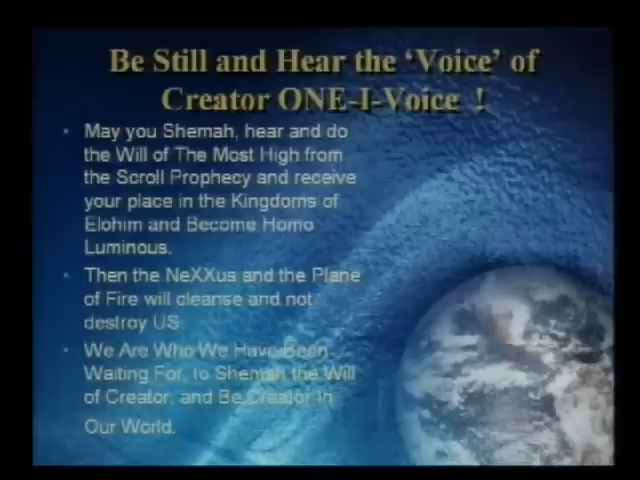 Be Still and Hear the ‘Voice’ of
Creator ONE-I-Voice !
• May you Shemah, hear and do
the Will of The Most High from
the Scroll Prophecy and receive
your place in the Kingdoms of
Elohim and Become Homo
Luminous.
• Then the NeXXus and the Plane
of Fire will cleanse and not
destroy US
• We Are Who We Have Been
Waiting For, to Shemah the Will
of Creator, and Be Creator In
Our World.